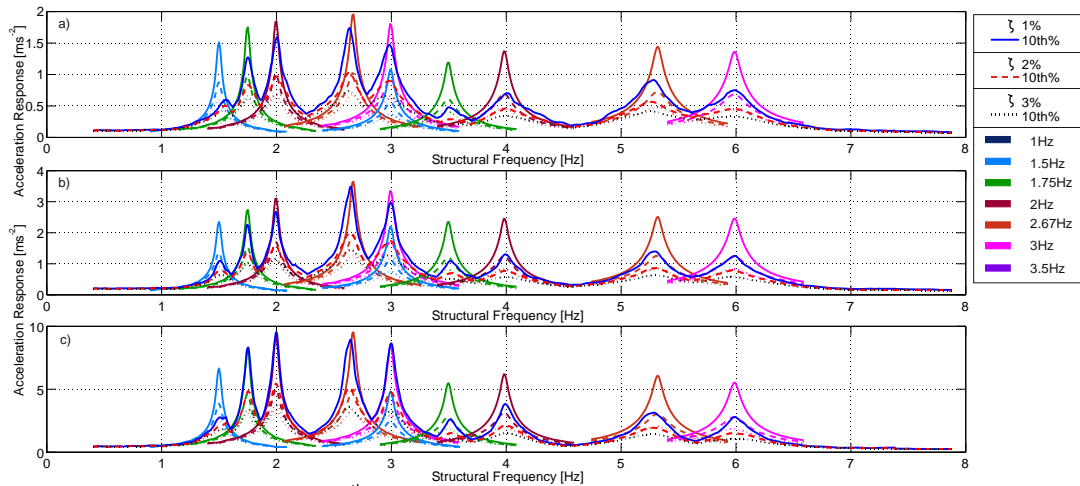 a)
Acceleration Response [ms-2]
2
1.5
1
0.5
0
0 1 2 3 4 5 6 7 8
Structural Frequency [Hz]
b)
Acceleration Response [ms-2]
4
3
2
1
0
0 1 2 3 4 5 6 7 8
Structural Frequency [Hz]
c)
Acceleration Response [ms-2]
10
5
0
0 1 2 3 4 5 6 7 8
Structural Frequency [Hz]
ζ 1%
10th%
ζ 2%
10th%
ζ 3%
10th%
1Hz
1.5Hz
1.75Hz
2Hz
2.67Hz
3Hz
3.5Hz